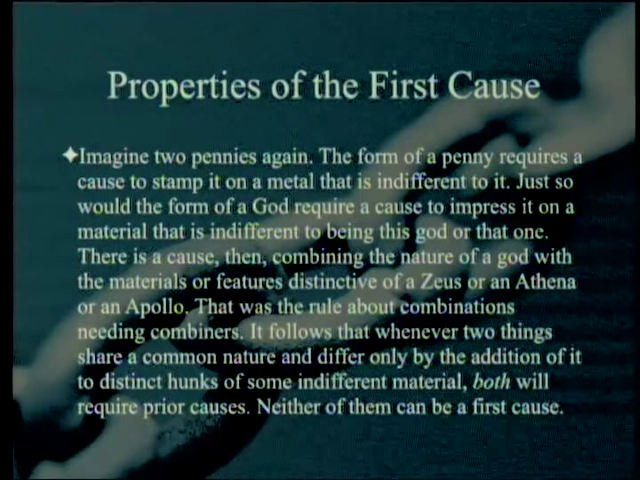 Properties of the First Cause
✦Imagine two pennies again. The form of a penny requires a
cause to stamp it on a metal that is indifferent to it. Just so
would the form of a God require a cause to impress it on a
material that is indifferent to being this god or that one.
There is a cause, then, combining the nature of a god with
the materials or features distinctive of a Zeus or an Athena
or an Apollo. That was the rule about combinations
needing combiners. It follows that whenever two things
share a common nature and differ only by the addition of it
to distinct hunks of some indifferent material, both will
require prior causes. Neither of them can be a first cause.